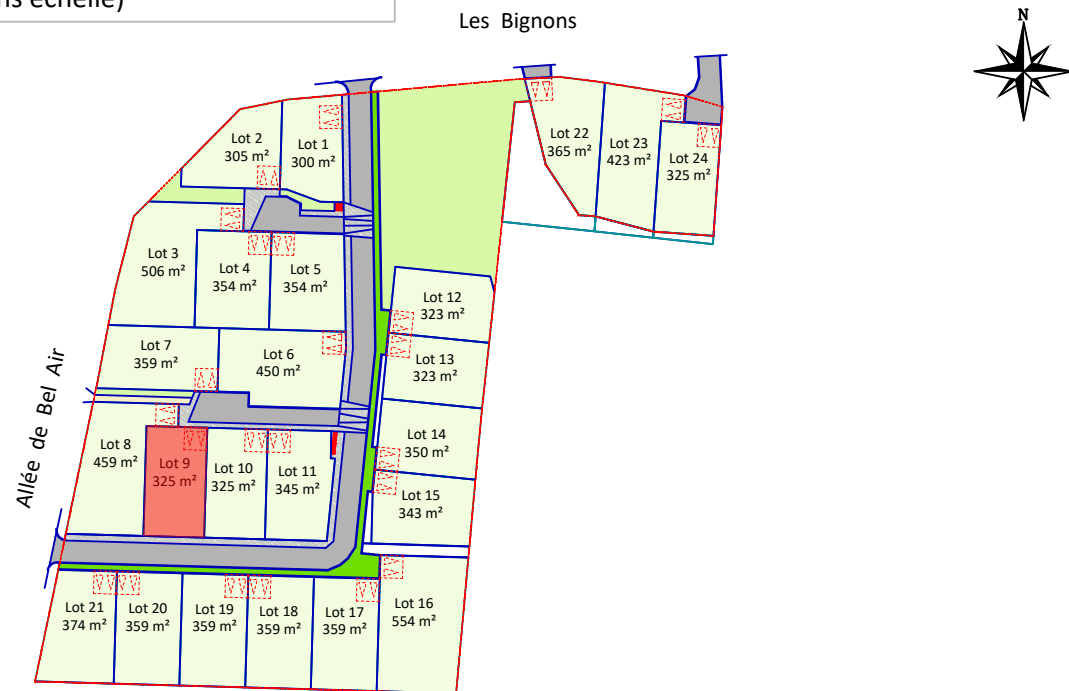 ns échelle)
Les Bignons
N
Lot 2
305 m²
Lot 1
300 m²
Lot 22
365 m²
Lot 23
423 m²
Lot 24
325 m²
Lot 3
506 m²
Lot 4
354 m²
Lot 5
354 m²
Lot 12
323 m²
Lot 7
359 m²
Lot 6
450 m²
Lot 13
323 m²
Allée de Bel Air
Lot 8
459 m²
Lot 9
325 m²
Lot 10
325 m²
Lot 11
345 m²
Lot 14
350 m²
Lot 15
343 m²
Lot 21
374 m²
Lot 20
359 m²
Lot 19
359 m²
Lot 18
359 m²
Lot 17
359 m²
Lot 16
554 m²